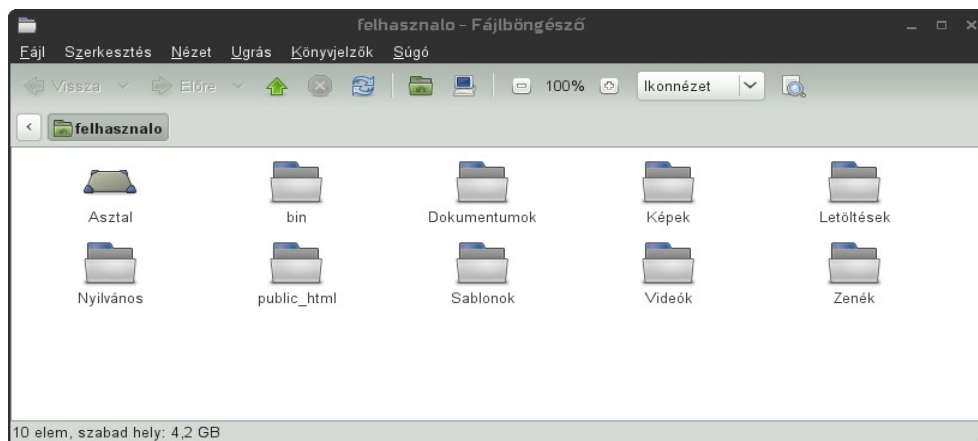 felhasznalo – Fájlböngésző
Fájl Szerkesztés Nézet Ugrás Könyvjelzők Súgó
Vissza Előre 100% Ikonnézet
felhasznalo
Asztal bin Dokumentumok Képek Letöltések
Nyilvános public_html Sablonok Videók Zenék
10 elem, szabad hely: 4,2 GB